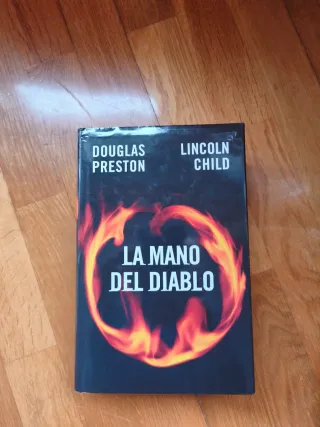 DOUGLAS
PRESTON
LINCOLN
CHILD
LA MANO
DEL DIABLO